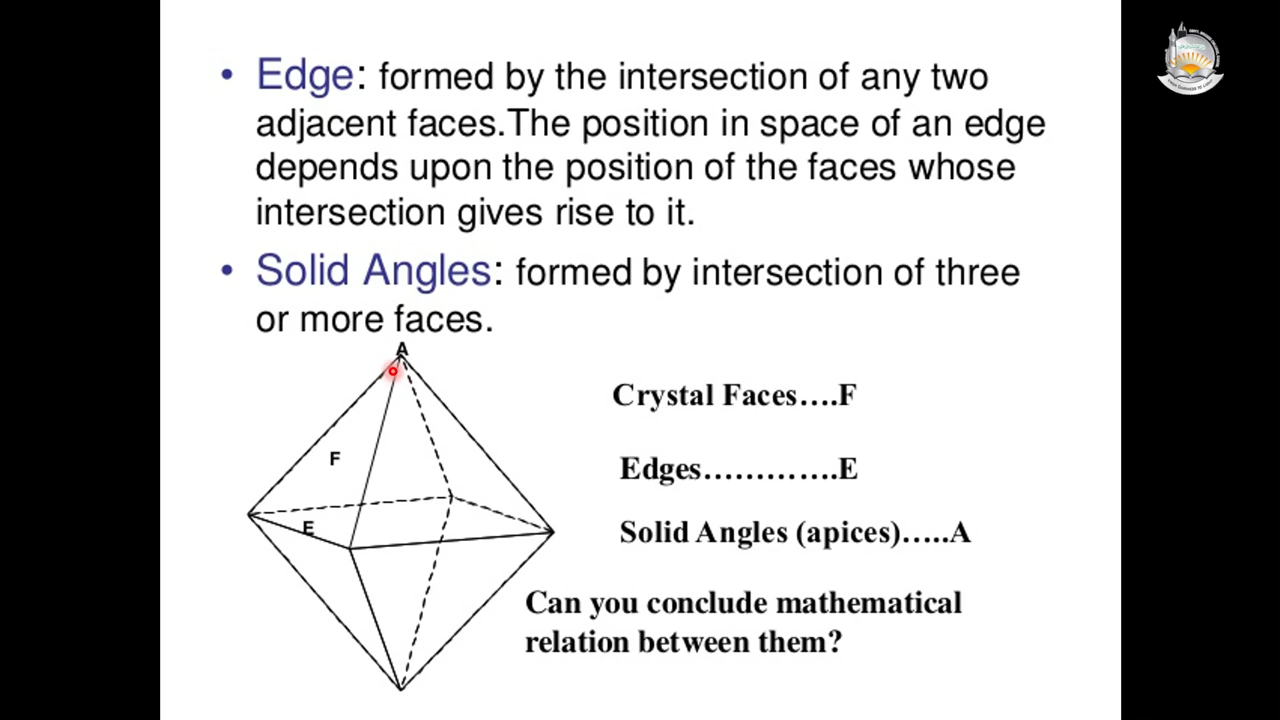 • Edge: formed by the intersection of any two
adjacent faces.The position in space of an edge
depends upon the position of the faces whose
intersection gives rise to it.
• Solid Angles: formed by intersection of three
or more faces.
A
F
E
Crystal Faces....F
Edges.............E
Solid Angles (apices).....A
Can you conclude mathematical
relation between them?